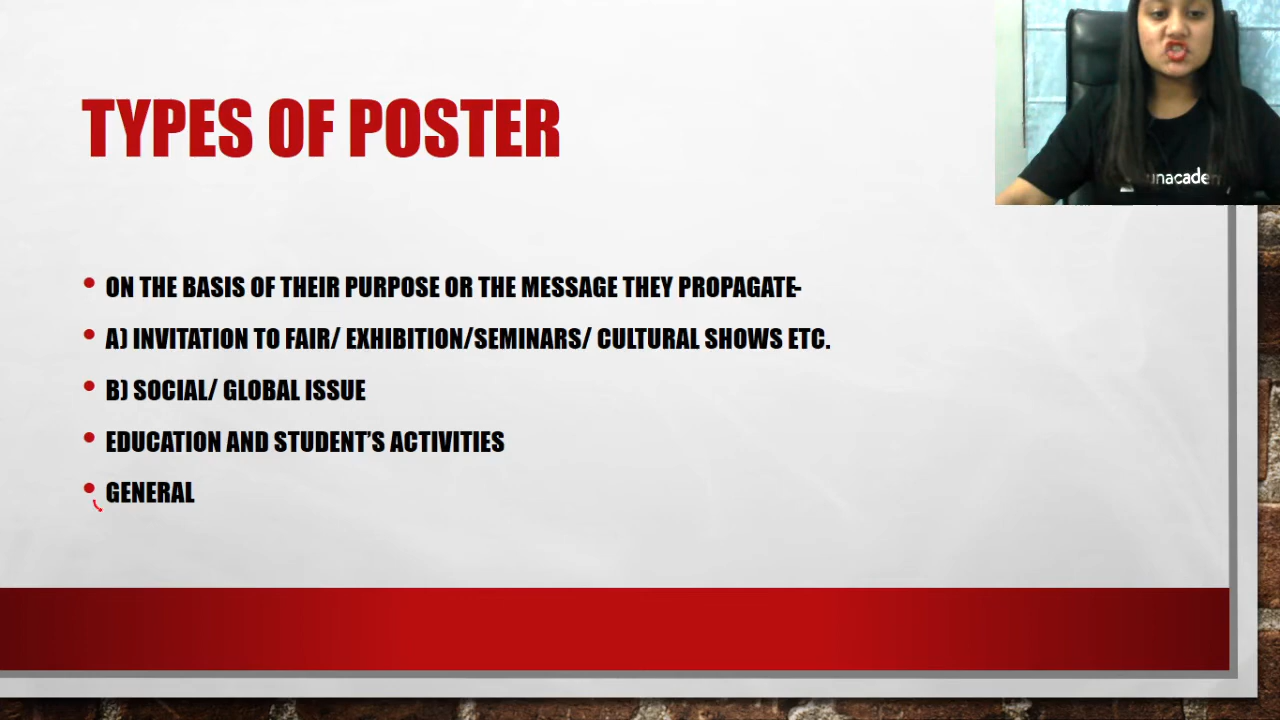 TYPES OF POSTER
• ON THE BASIS OF THEIR PURPOSE OR THE MESSAGE THEY PROPAGATE-
• A) INVITATION TO FAIR/ EXHIBITION/SEMINARS/ CULTURAL SHOWS ETC.
• B) SOCIAL/ GLOBAL ISSUE
• EDUCATION AND STUDENT'S ACTIVITIES
• GENERAL
unacadem